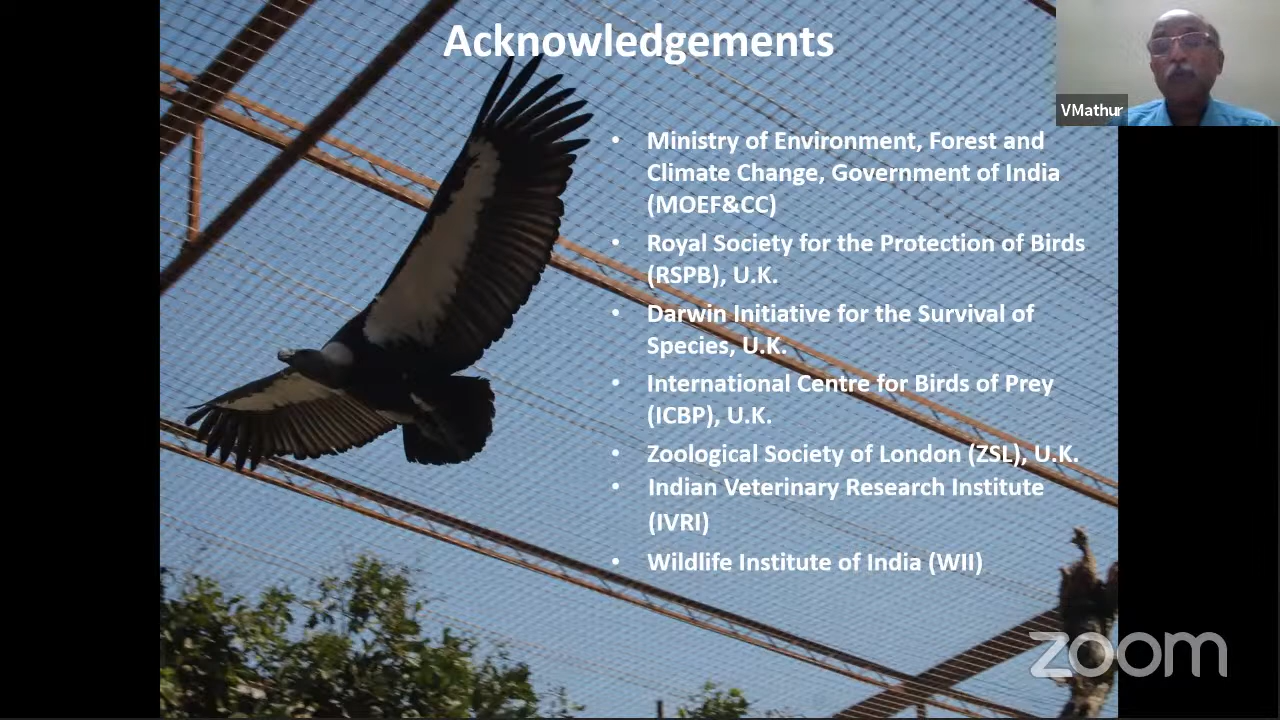 Acknowledgements
VMathur
• Ministry of Environment, Forest and
Climate Change, Government of India
(MOEF&CC)
• Royal Society for the Protection of Birds
(RSPB), U.K.
• Darwin Initiative for the Survival of
Species, U.K.
• International Centre for Birds of Prey
(ICBP), U.K.
• Zoological Society of London (ZSL), U.K.
• Indian Veterinary Research Institute
(IVRI)
• Wildlife Institute of India (WII)
zoom